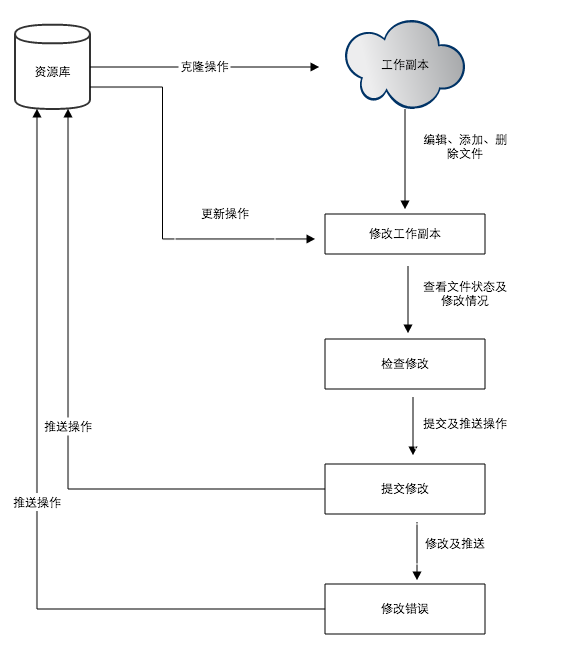 资源库
克隆操作
工作副本
编辑、添加、删
除文件
更新操作
修改工作副本
查看文件状态及
修改情况
检查修改
提交及推送操作
推送操作
提交修改
推送操作
修改及推送
修改错误